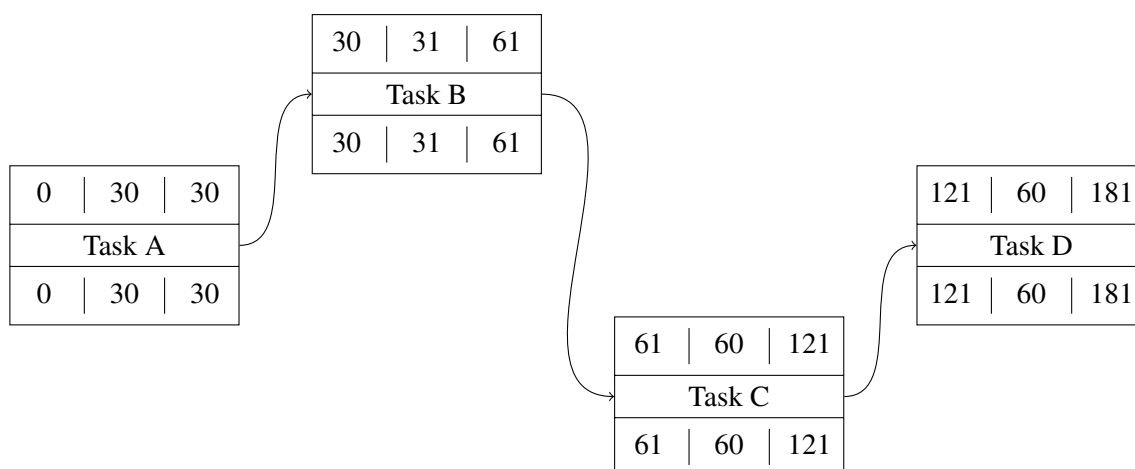 0 | 30 | 30
Task A
0 | 30 | 30
30 | 31 | 61
Task B
30 | 31 | 61
61 | 60 | 121
Task C
61 | 60 | 121
121 | 60 | 181
Task D
121 | 60 | 181